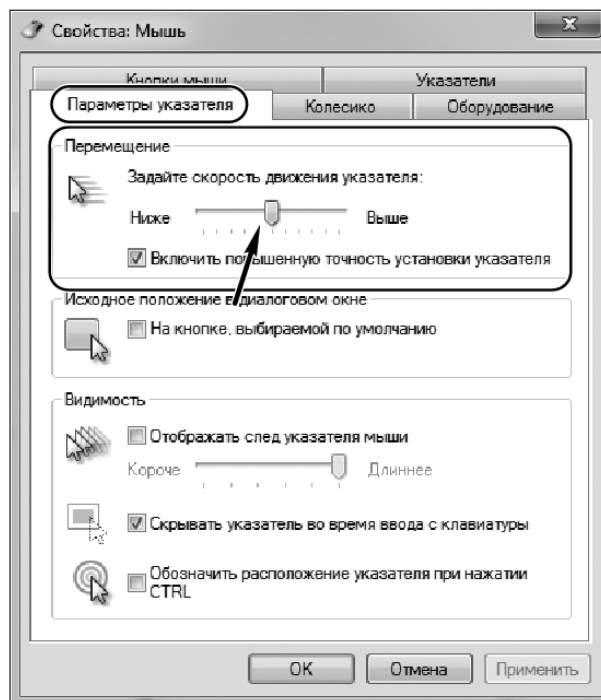 Свойства: Мышь
Кнопки мыши
Указатели
Параметры указателя
Колесико
Оборудование
Перемещение
Задайте скорость движения указателя:
Ниже
Выше
Включить повышенную точность установки указателя
Исходное положение в диалоговом окне
На кнопке, выбираемой по умолчанию
Видимость
Отображать след указателя мыши
Короче
Длиннее
Скрывать указатель во время ввода с клавиатуры
Обозначить расположение указателя при нажатии
CTRL
OK
Отмена
Применить